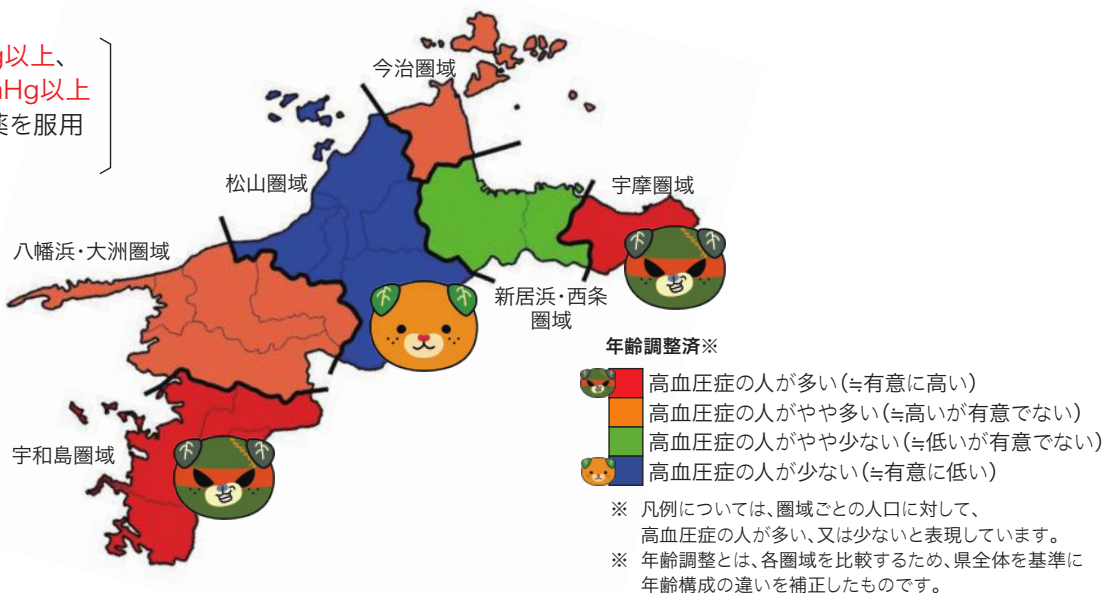 g以上、
mHg以上
薬を服用
今治圏域
松山圏域
宇摩圏域
八幡浜・大洲圏域
新居浜・西条
圏域
宇和島圏域
年齢調整済※
高血圧症の人が多い(≒有意に高い)
高血圧症の人がやや多い(≒高いが有意でない)
高血圧症の人がやや少ない(≒低いが有意でない)
高血圧症の人が少ない(≒有意に低い)
※ 凡例については、圏域ごとの人口に対して、
高血圧症の人が多い、又は少ないと表現しています。
※ 年齢調整とは、各圏域を比較するため、県全体を基準に
年齢構成の違いを補正したものです。